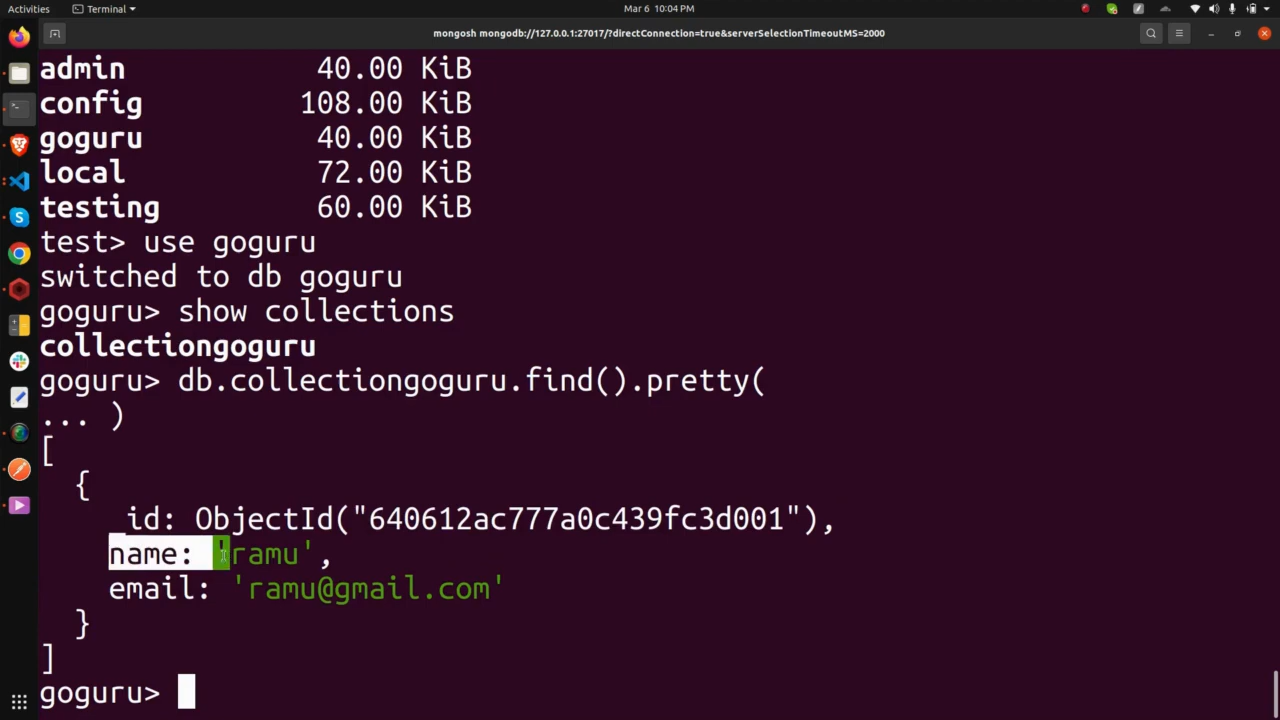 Activities Terminal Mar 6 10:04 PM
mongosh mongodb://127.0.0.1:27017/?directConnection=true&serverSelectionTimeoutMS=2000
admin 40.00 KiB
config 108.00 KiB
goguru 40.00 KiB
local 72.00 KiB
testing 60.00 KiB
test> use goguru
switched to db goguru
goguru> show collections
collectiongoguru
goguru> db.collectiongoguru.find().pretty(
... )
[
{
_id: ObjectId("640612ac777a0c439fc3d001"),
name: 'ramu',
email: 'ramu@gmail.com'
}
]
goguru>